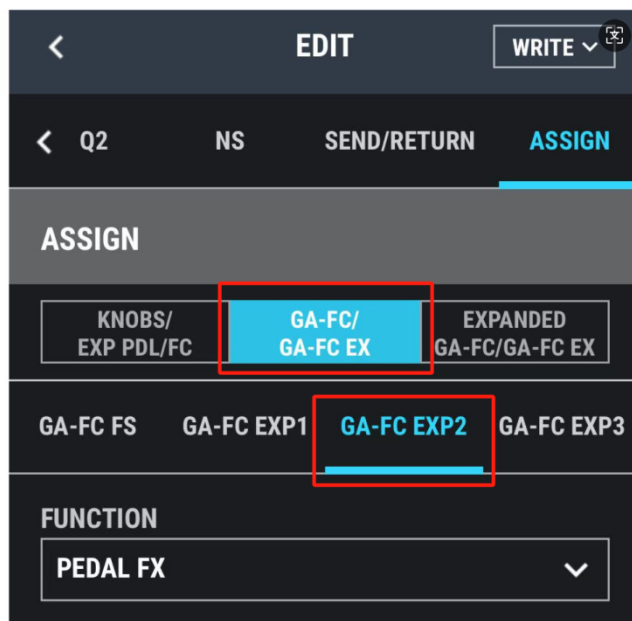 EDIT
WRITE
Q2 NS SEND/RETURN ASSIGN
ASSIGN
KNOBS/
EXP PDL/FC
GA-FC/
GA-FC EX
EXPANDED
GA-FC/GA-FC EX
GA-FC FS GA-FC EXP1 GA-FC EXP2 GA-FC EXP3
FUNCTION
PEDAL FX